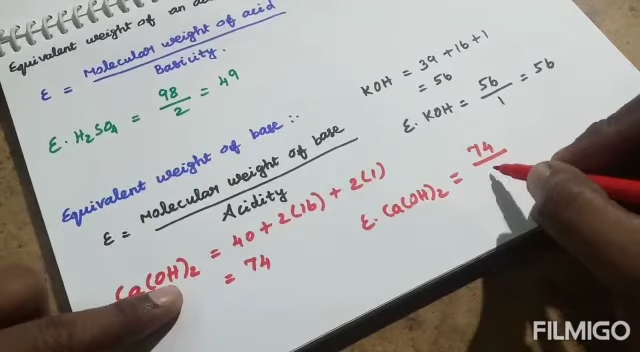 Equivalent weight of an
E = Molecular weight of acid
Basicity.
E. H₂SO₄ = 98/2 = 49
Equivalent weight of base :-
E = Molecular weight of base
Acidity
Ca(OH)₂ = 40 + 2(16) + 2(1)
= 74
KOH = 39 + 16 + 1
= 56
E. KOH = 56/1 = 56
E. Ca(OH)₂ = 74
FILMIGO